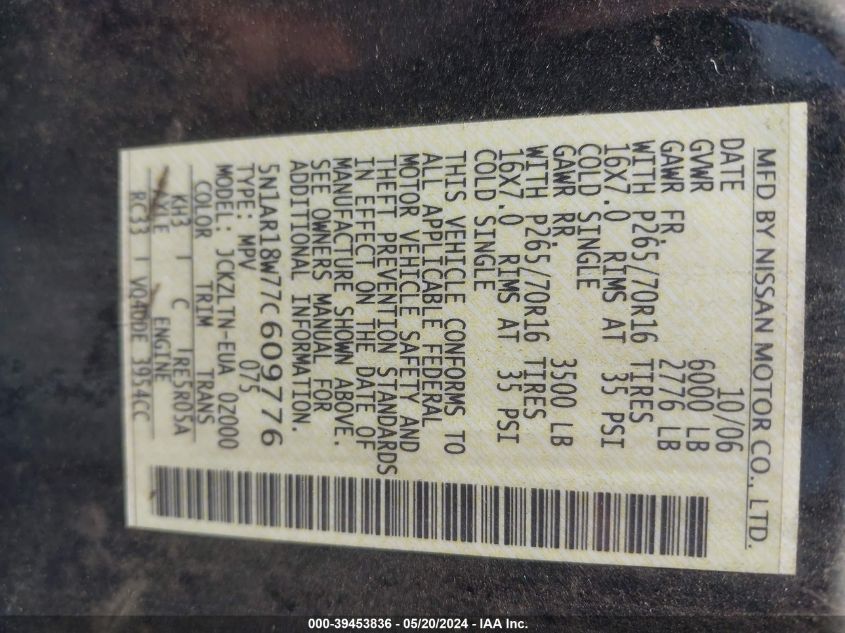 MFD BY NISSAN MOTOR CO., LTD.
DATE 10/06
GVWR 6000 LB
GAWR FR. 2776 LB
WITH P265/70R16 TIRES
16X7.0 RIMS AT 35 PSI
COLD SINGLE
GAWR RR. 3500 LB
WITH P265/70R16 TIRES
16X7.0 RIMS AT 35 PSI
COLD SINGLE
THIS VEHICLE CONFORMS TO
ALL APPLICABLE FEDERAL
MOTOR VEHICLE SAFETY AND
THEFT PREVENTION STANDARDS
IN EFFECT ON THE DATE OF
MANUFACTURE SHOWN ABOVE.
SEE OWNERS MANUAL FOR
ADDITIONAL INFORMATION.
5N1AR18W77C609776
TYPE: MPV 075
MODEL: JCKZLTN-EUA 0Z000
COLOR TRIM TRANS
KH3 I C IRE5R05A
AXLE ENGINE
RC33 I VQ40DE 3954CC
000-39453836 - 05/20/2024 - IAA Inc.